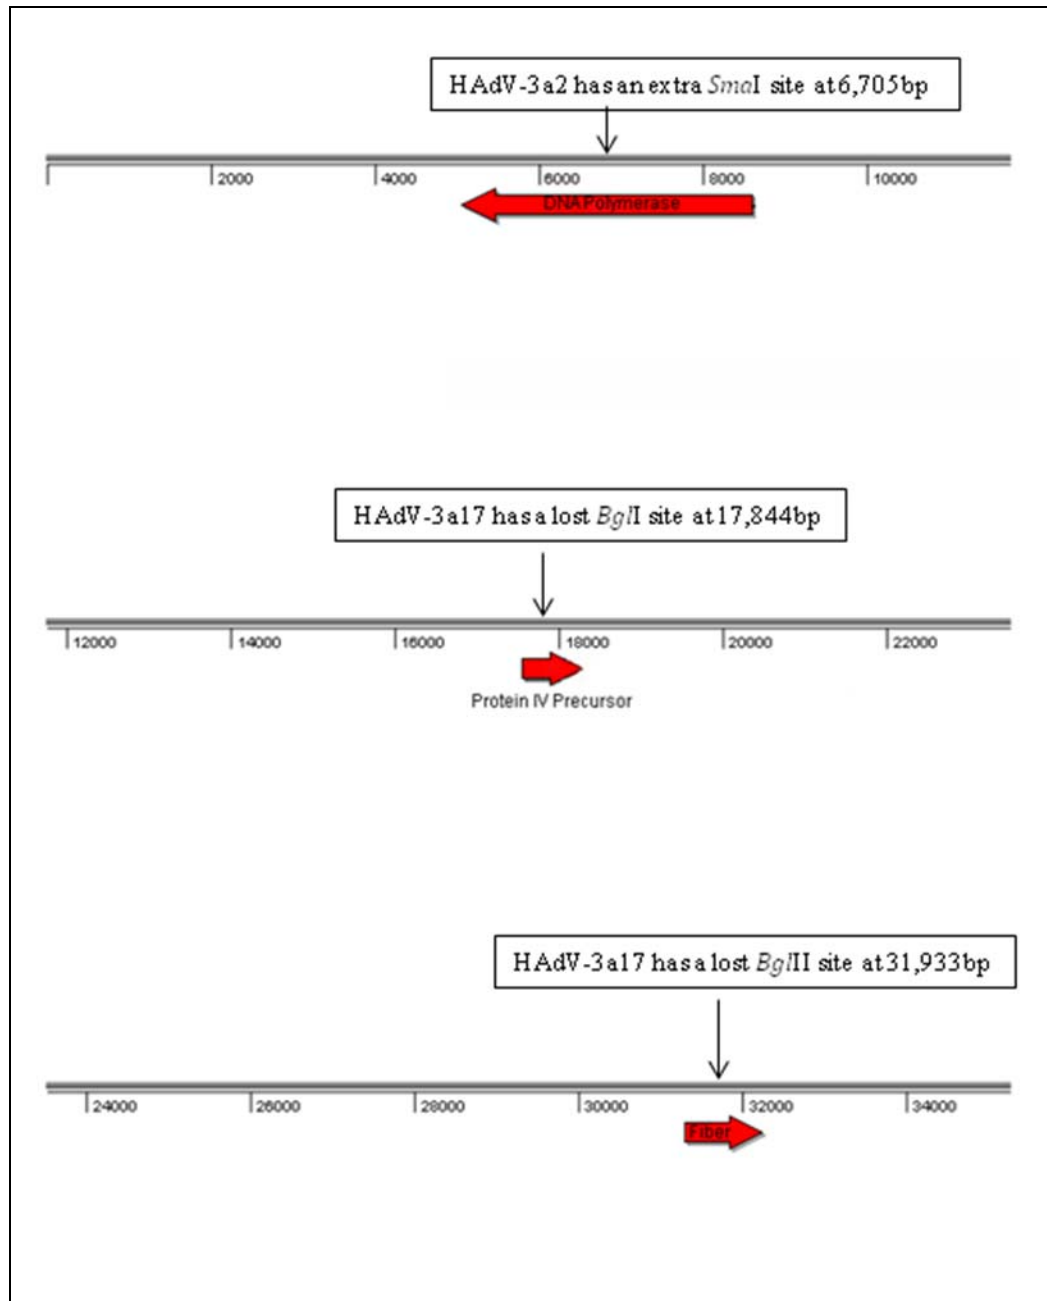 HAdV-3a2 has an extra SmaI site at 6,705bp
2000 4000 6000 8000 10000
DNA Polymerase
HAdV-3a17 has a lost BglI site at 17,844bp
12000 14000 16000 18000 20000 22000
Protein IV Precursor
HAdV-3a17 has a lost BglII site at 31,933bp
24000 26000 28000 30000 32000 34000
Fiber